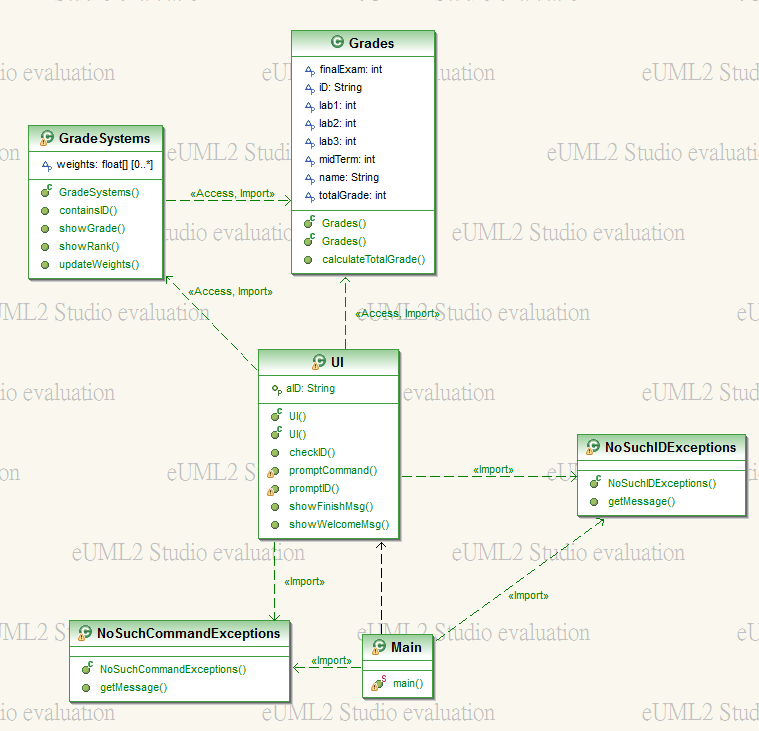 Grades
finalExam: int
iD: String
lab1: int
lab2: int
lab3: int
midTerm: int
name: String
totalGrade: int
Grades()
Grades()
calculateTotalGrade()
GradeSystems
weights: float[] [0..*]
GradeSystems()
containsID()
showGrade()
showRank()
updateWeights()
«Access, Import»
«Access, Import»
«Access, Import»
UI
aID: String
UI()
UI()
checkID()
promptCommand()
promptID()
showFinishMsg()
showWelcomeMsg()
«Import»
NoSuchIDExceptions
NoSuchIDExceptions()
getMessage()
«Import»
«Import»
NoSuchCommandExceptions
NoSuchCommandExceptions()
getMessage()
«Import»
Main
main()
eUML2 Studio evaluation